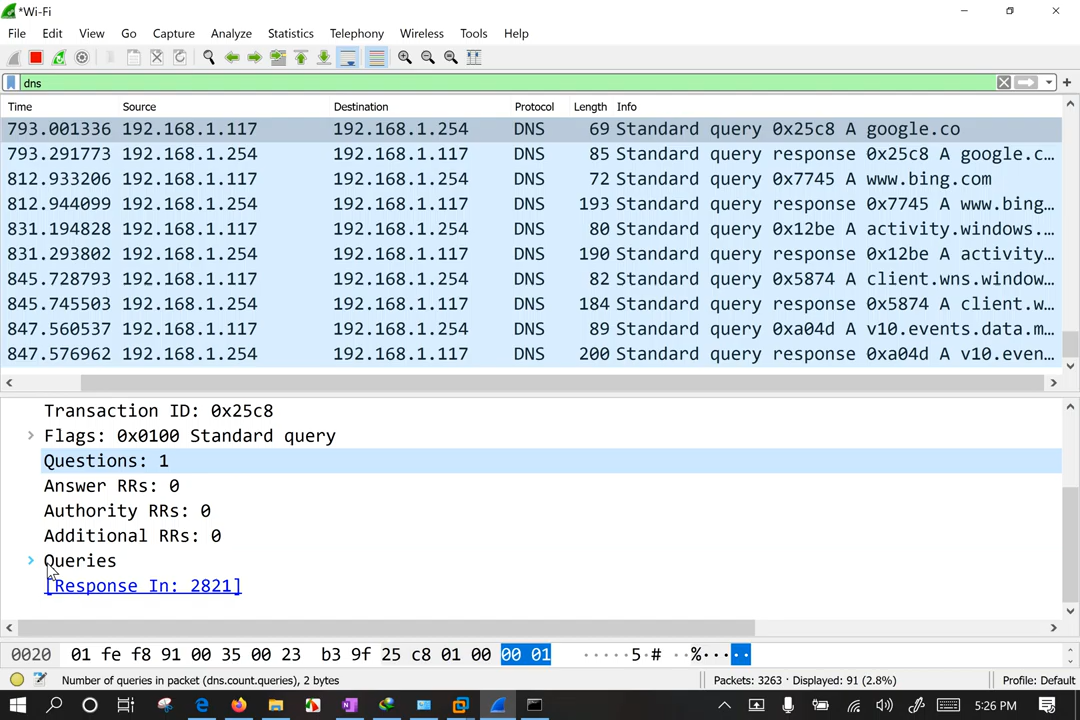 *Wi-Fi
File Edit View Go Capture Analyze Statistics Telephony Wireless Tools Help
dns
Time Source Destination Protocol Length Info
793.001336 192.168.1.117 192.168.1.254 DNS 69 Standard query 0x25c8 A google.co
793.291773 192.168.1.254 192.168.1.117 DNS 85 Standard query response 0x25c8 A google.c…
812.933206 192.168.1.117 192.168.1.254 DNS 72 Standard query 0x7745 A www.bing.com
812.944099 192.168.1.254 192.168.1.117 DNS 193 Standard query response 0x7745 A www.bing…
831.194828 192.168.1.117 192.168.1.254 DNS 80 Standard query 0x12be A activity.windows.…
831.293802 192.168.1.254 192.168.1.117 DNS 190 Standard query response 0x12be A activity…
845.728793 192.168.1.117 192.168.1.254 DNS 82 Standard query 0x5874 A client.wns.window…
845.745503 192.168.1.254 192.168.1.117 DNS 184 Standard query response 0x5874 A client.w…
847.560537 192.168.1.117 192.168.1.254 DNS 89 Standard query 0xa04d A v10.events.data.m…
847.576962 192.168.1.254 192.168.1.117 DNS 200 Standard query response 0xa04d A v10.even…
Transaction ID: 0x25c8
Flags: 0x0100 Standard query
Questions: 1
Answer RRs: 0
Authority RRs: 0
Additional RRs: 0
Queries
[Response In: 2821]
0020 01 fe f8 91 00 35 00 23 b3 9f 25 c8 01 00 00 01 ·····5·# ··%·····
Number of queries in packet (dns.count.queries), 2 bytes Packets: 3263 · Displayed: 91 (2.8%) Profile: Default
5:26 PM